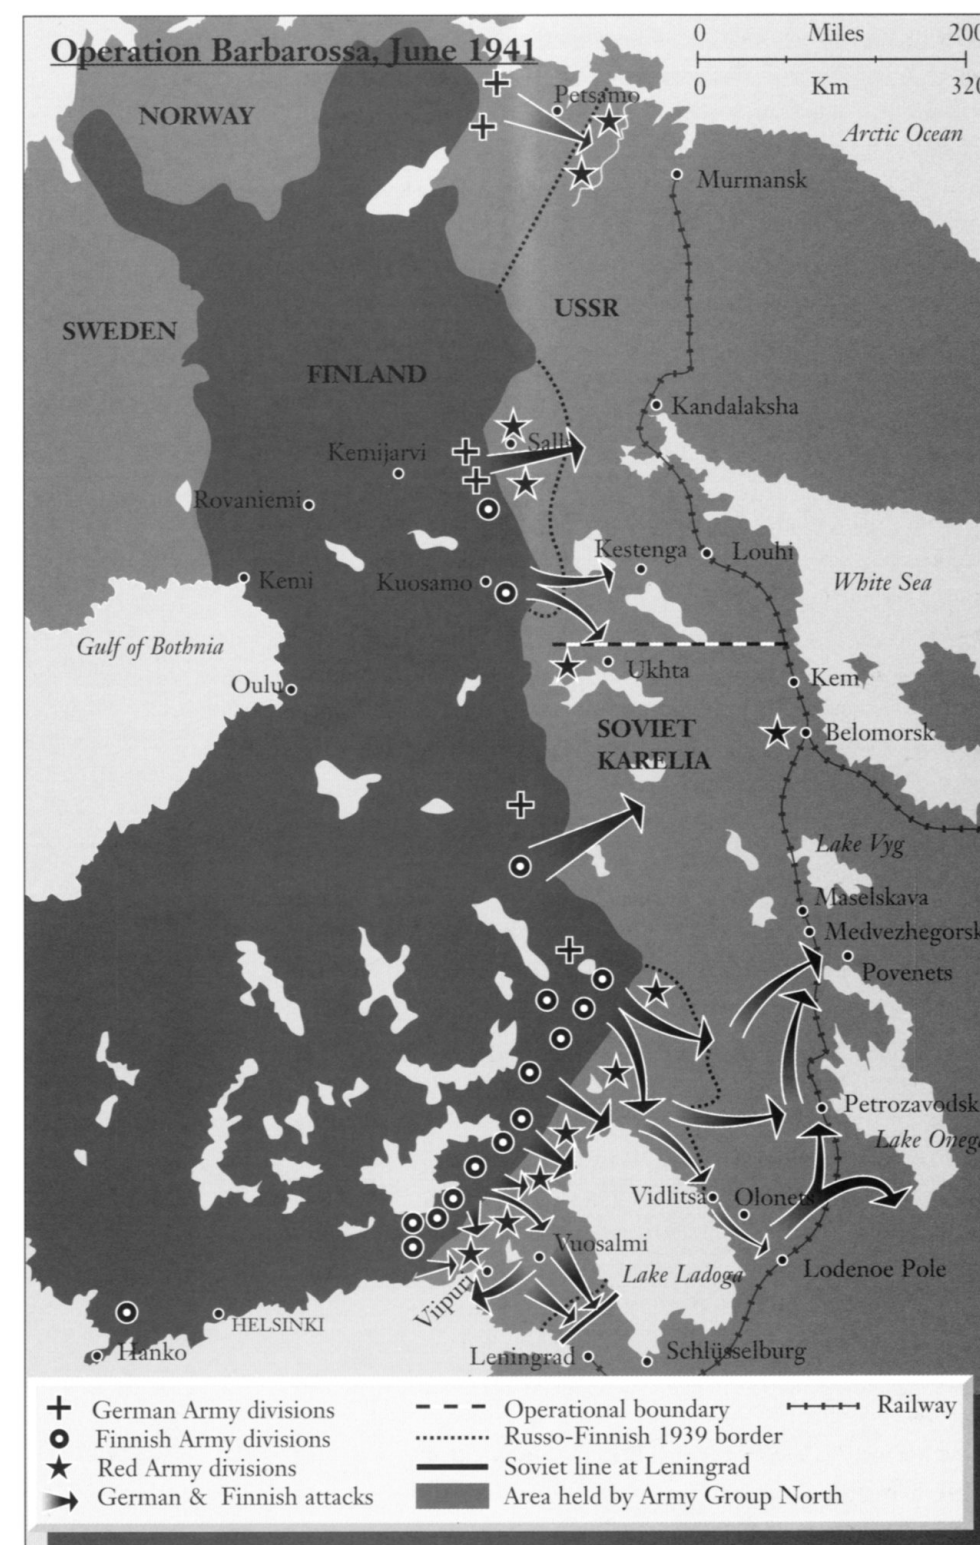 Operation Barbarossa, June 1941
0 Miles 200
0 Km 320
NORWAY
Petsamo
Arctic Ocean
Murmansk
USSR
SWEDEN
FINLAND
Kandalaksha
Salla
Kemijarvi
Rovaniemi
Kestenga
Louhi
Kemi
Kuosamo
White Sea
Gulf of Bothnia
Ukhta
Oulu
Kem
SOVIET
KARELIA
Belomorsk
Lake Vyg
Maselskava
Medvezhegorsk
Povenets
Petrozavodsk
Lake Onega
Vidlitsa
Olonets
Vuosalmi
Lake Ladoga
Lodenoe Pole
Viipuri
HELSINKI
Hanko
Leningrad
Schlüsselburg
German Army divisions
Finnish Army divisions
Red Army divisions
German & Finnish attacks
Operational boundary
Russo-Finnish 1939 border
Soviet line at Leningrad
Area held by Army Group North
Railway